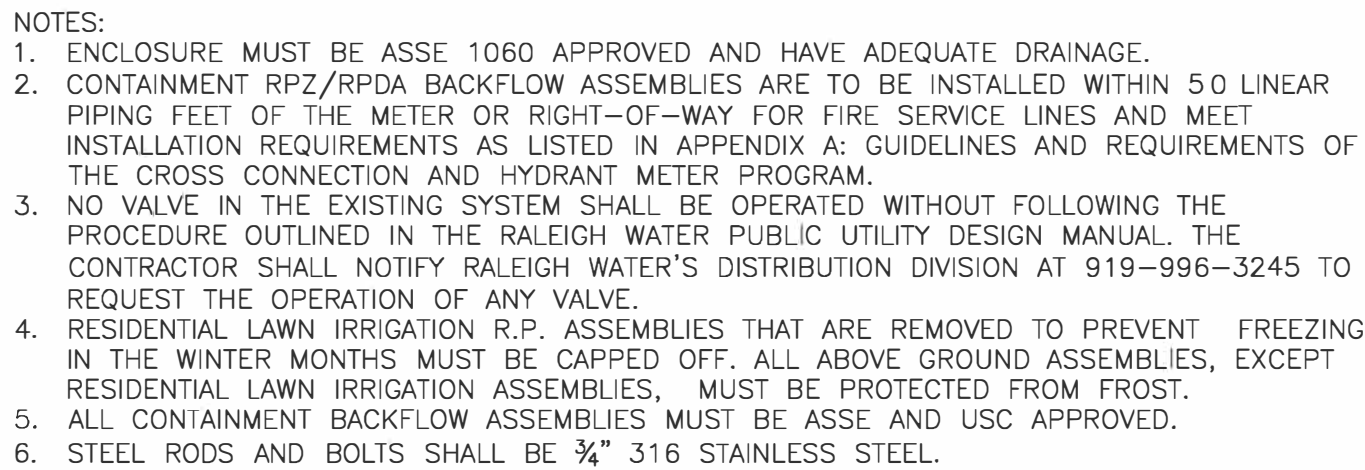 NOTES:
1. ENCLOSURE MUST BE ASSE 1060 APPROVED AND HAVE ADEQUATE DRAINAGE.
2. CONTAINMENT RPZ/RPDA BACKFLOW ASSEMBLIES ARE TO BE INSTALLED WITHIN 50 LINEAR
PIPING FEET OF THE METER OR RIGHT-OF-WAY FOR FIRE SERVICE LINES AND MEET
INSTALLATION REQUIREMENTS AS LISTED IN APPENDIX A: GUIDELINES AND REQUIREMENTS OF
THE CROSS CONNECTION AND HYDRANT METER PROGRAM.
3. NO VALVE IN THE EXISTING SYSTEM SHALL BE OPERATED WITHOUT FOLLOWING THE
PROCEDURE OUTLINED IN THE RALEIGH WATER PUBLIC UTILITY DESIGN MANUAL. THE
CONTRACTOR SHALL NOTIFY RALEIGH WATER'S DISTRIBUTION DIVISION AT 919-996-3245 TO
REQUEST THE OPERATION OF ANY VALVE.
4. RESIDENTIAL LAWN IRRIGATION R.P. ASSEMBLIES THAT ARE REMOVED TO PREVENT FREEZING
IN THE WINTER MONTHS MUST BE CAPPED OFF. ALL ABOVE GROUND ASSEMBLIES, EXCEPT
RESIDENTIAL LAWN IRRIGATION ASSEMBLIES, MUST BE PROTECTED FROM FROST.
5. ALL CONTAINMENT BACKFLOW ASSEMBLIES MUST BE ASSE AND USC APPROVED.
6. STEEL RODS AND BOLTS SHALL BE ¾" 316 STAINLESS STEEL.